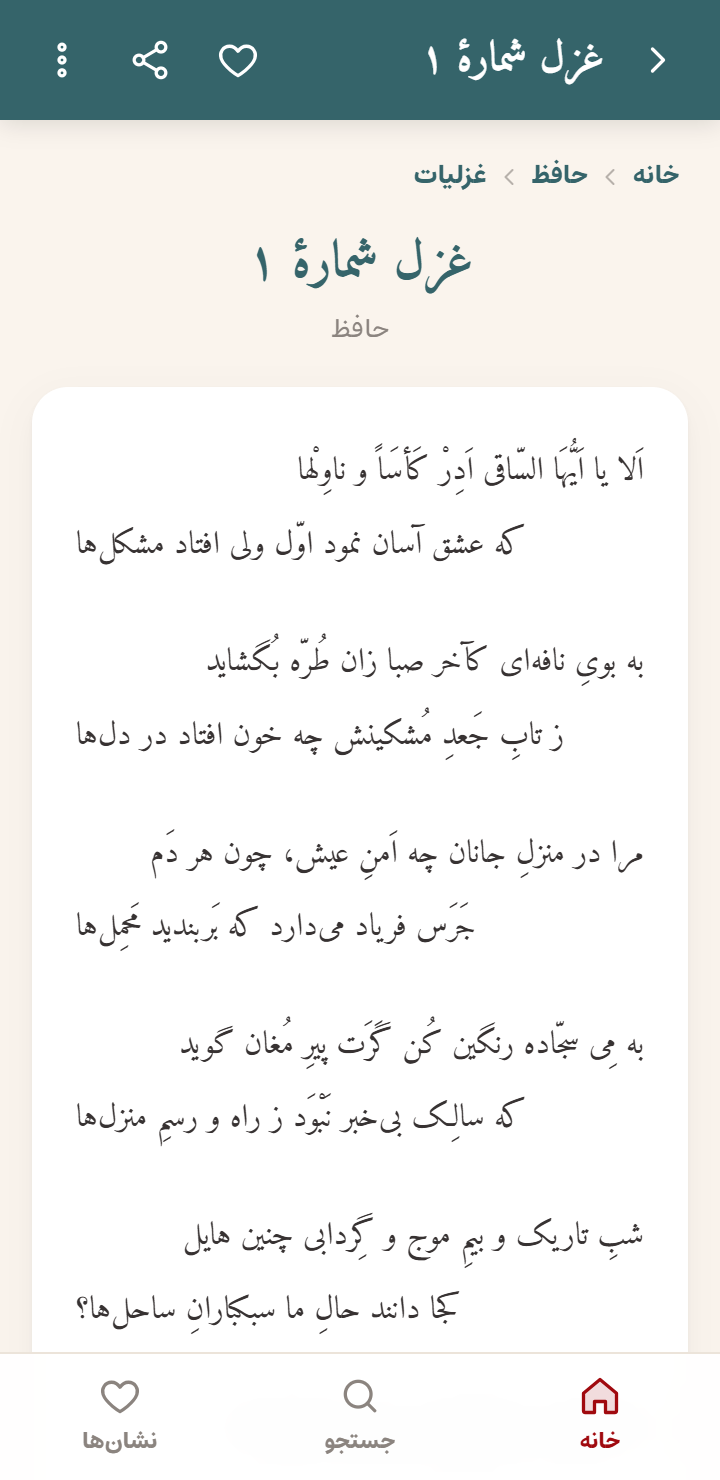 غزل شمارهٔ ۱
خانه › حافظ › غزلیات
غزل شمارهٔ ۱
حافظ
اَلا یا اَیُّهَا السّاقی اَدِرْ کَأسَاً و ناوِلْها
که عشق آسان نمود اوّل ولی افتاد مشکل‌ها
به بویِ نافه‌ای کآخر صبا زان طُرّه بُگشاید
ز تابِ جَعدِ مُشکینش چه خون افتاد در دل‌ها
مرا در منزلِ جانان چه اَمنِ عیش، چون هر دَم
جَرَس فریاد می‌دارد که بَربندید مَحمِل‌ها
به مِی سجّاده رنگین کُن گَرَت پیرِ مُغان گوید
که سالِک بی‌خبر نَبْوَد ز راه و رسمِ منزل‌ها
شبِ تاریک و بیمِ موج و گِردابی چنین هایل
کجا دانند حالِ ما سبکبارانِ ساحل‌ها؟
خانه
جستجو
نشان‌ها